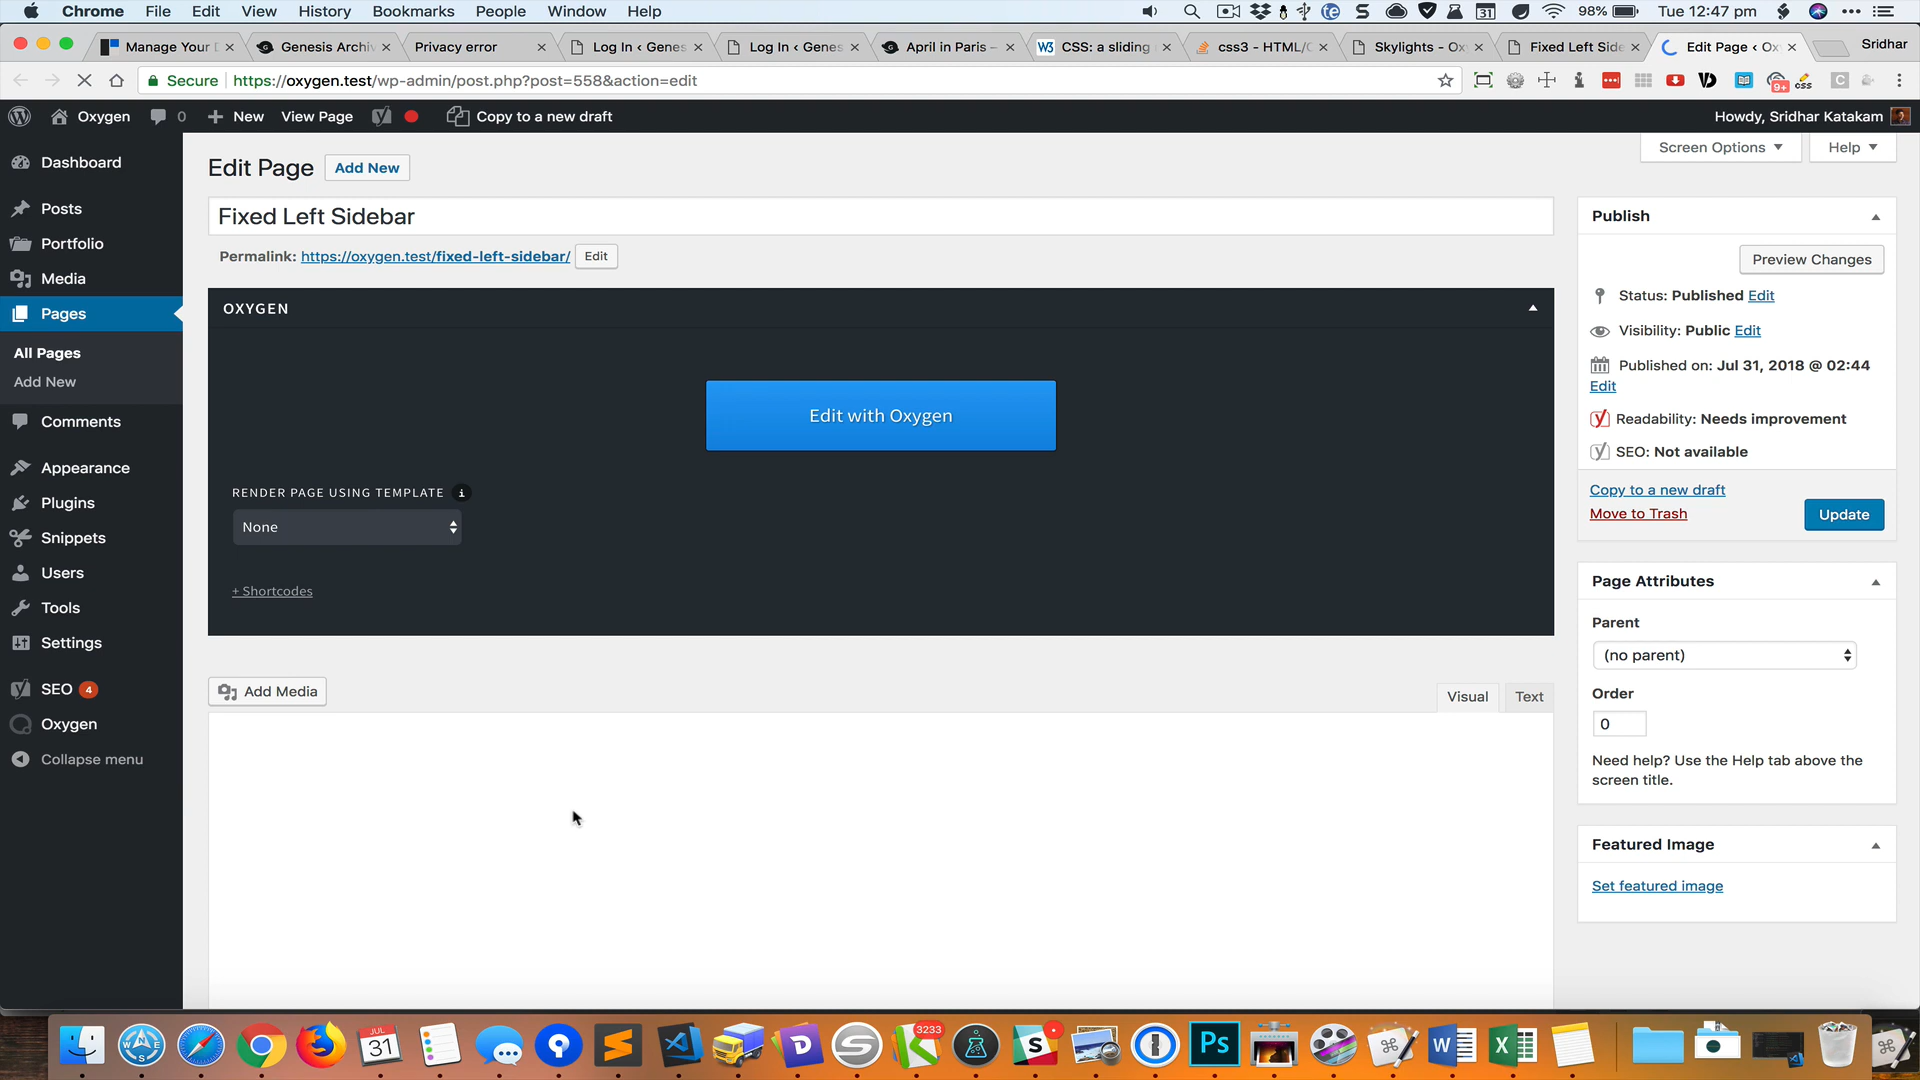 Chrome File Edit View History Bookmarks People Window Help 31 98% Tue 12:47 pm
Manage Your D Genesis Archiv Privacy error Log In ‹ Genes Log In ‹ Genes April in Paris – W3 CSS: a sliding css3 - HTML/C Skylights - Ox Fixed Left Side Edit Page ‹ Ox Sridhar
Secure https://oxygen.test/wp-admin/post.php?post=558&action=edit 9+ css C
Oxygen 0 New View Page Copy to a new draft Howdy, Sridhar Katakam
Dashboard
Posts
Portfolio
Media
Pages
All Pages
Add New
Comments
Appearance
Plugins
Snippets
Users
Tools
Settings
SEO 4
Oxygen
Collapse menu
Screen Options Help
Edit Page Add New
Fixed Left Sidebar
Permalink: https://oxygen.test/fixed-left-sidebar/ Edit
OXYGEN
Edit with Oxygen
RENDER PAGE USING TEMPLATE i
None
+ Shortcodes
Add Media
Visual Text
Publish
Preview Changes
Status: Published Edit
Visibility: Public Edit
Published on: Jul 31, 2018 @ 02:44
Edit
Readability: Needs improvement
SEO: Not available
Copy to a new draft
Move to Trash
Update
Page Attributes
Parent
(no parent)
Order
0
Need help? Use the Help tab above the
screen title.
Featured Image
Set featured image
JUL
31
3233
Ps